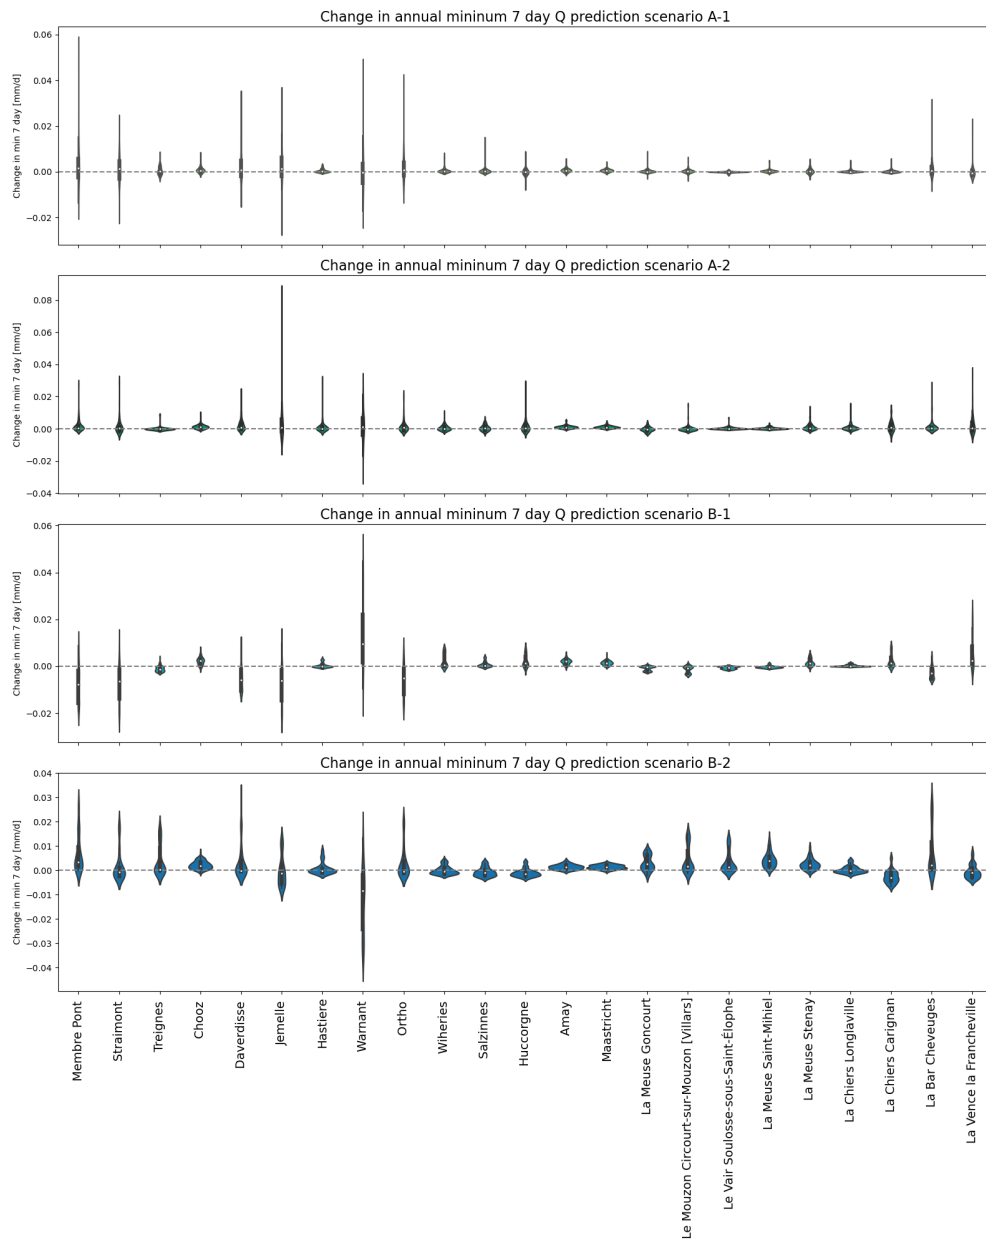 Change in annual mininum 7 day Q prediction scenario A-1
Change in min 7 day [mm/d]
0.06
0.04
0.02
0.00
−0.02
Change in annual mininum 7 day Q prediction scenario A-2
Change in min 7 day [mm/d]
0.08
0.06
0.04
0.02
0.00
−0.02
−0.04
Change in annual mininum 7 day Q prediction scenario B-1
Change in min 7 day [mm/d]
0.06
0.04
0.02
0.00
−0.02
Change in annual mininum 7 day Q prediction scenario B-2
Change in min 7 day [mm/d]
0.04
0.03
0.02
0.01
0.00
−0.01
−0.02
−0.03
−0.04
Membre Pont
Straimont
Treignes
Chooz
Daverdisse
Jemelle
Hastiere
Warnant
Ortho
Wiheries
Salzinnes
Huccorgne
Amay
Maastricht
La Meuse Goncourt
Le Mouzon Circourt-sur-Mouzon [Villars]
Le Vair Soulosse-sous-Saint-Élophe
La Meuse Saint-Mihiel
La Meuse Stenay
La Chiers Longlaville
La Chiers Carignan
La Bar Cheveuges
La Vence la Francheville